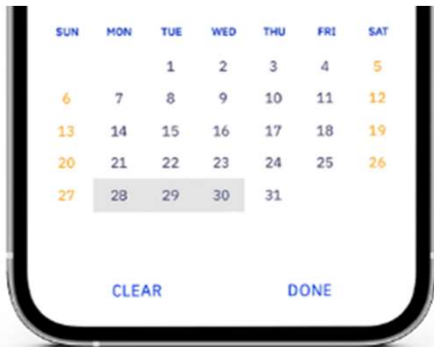 SUN MON TUE WED THU FRI SAT
1 2 3 4 5
6 7 8 9 10 11 12
13 14 15 16 17 18 19
20 21 22 23 24 25 26
27 28 29 30 31
CLEAR DONE